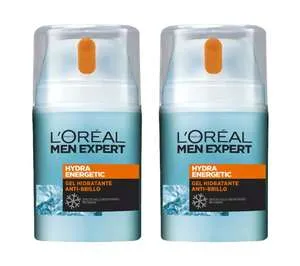 L'ORÉAL
MEN EXPERT
HYDRA
ENERGETIC
GEL HIDRATANTE
ANTI-BRILLO
L'ORÉAL
MEN EXPERT
HYDRA
ENERGETIC
GEL HIDRATANTE
ANTI-BRILLO